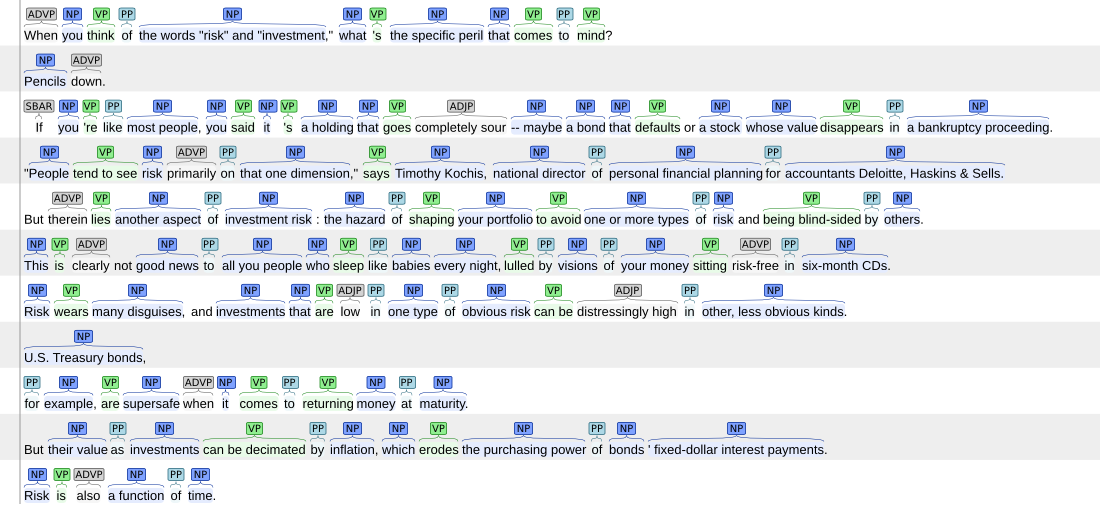 ADVP NP VP PP NP NP VP NP NP VP PP VP
When you think of the words "risk" and "investment," what 's the specific peril that comes to mind?
NP ADVP
Pencils down.
SBAR NP VP PP NP NP VP NP VP NP NP VP ADJP NP NP NP VP NP NP VP PP NP
If you 're like most people, you said it 's a holding that goes completely sour -- maybe a bond that defaults or a stock whose value disappears in a bankruptcy proceeding.
NP VP NP ADVP PP NP VP NP NP PP NP PP NP
"People tend to see risk primarily on that one dimension," says Timothy Kochis, national director of personal financial planning for accountants Deloitte, Haskins & Sells.
ADVP VP NP PP NP NP PP VP NP VP NP PP NP VP PP NP
But therein lies another aspect of investment risk : the hazard of shaping your portfolio to avoid one or more types of risk and being blind-sided by others.
NP VP ADVP NP PP NP NP VP PP NP NP VP PP NP PP NP VP ADVP PP NP
This is clearly not good news to all you people who sleep like babies every night, lulled by visions of your money sitting risk-free in six-month CDs.
NP VP NP NP NP VP ADJP PP NP PP NP VP ADJP PP NP
Risk wears many disguises, and investments that are low in one type of obvious risk can be distressingly high in other, less obvious kinds.
NP
U.S. Treasury bonds,
PP NP VP NP ADVP NP VP PP VP NP PP NP
for example, are supersafe when it comes to returning money at maturity.
NP PP NP VP PP NP NP VP NP PP NP NP
But their value as investments can be decimated by inflation, which erodes the purchasing power of bonds ' fixed-dollar interest payments.
NP VP ADVP NP PP NP
Risk is also a function of time.